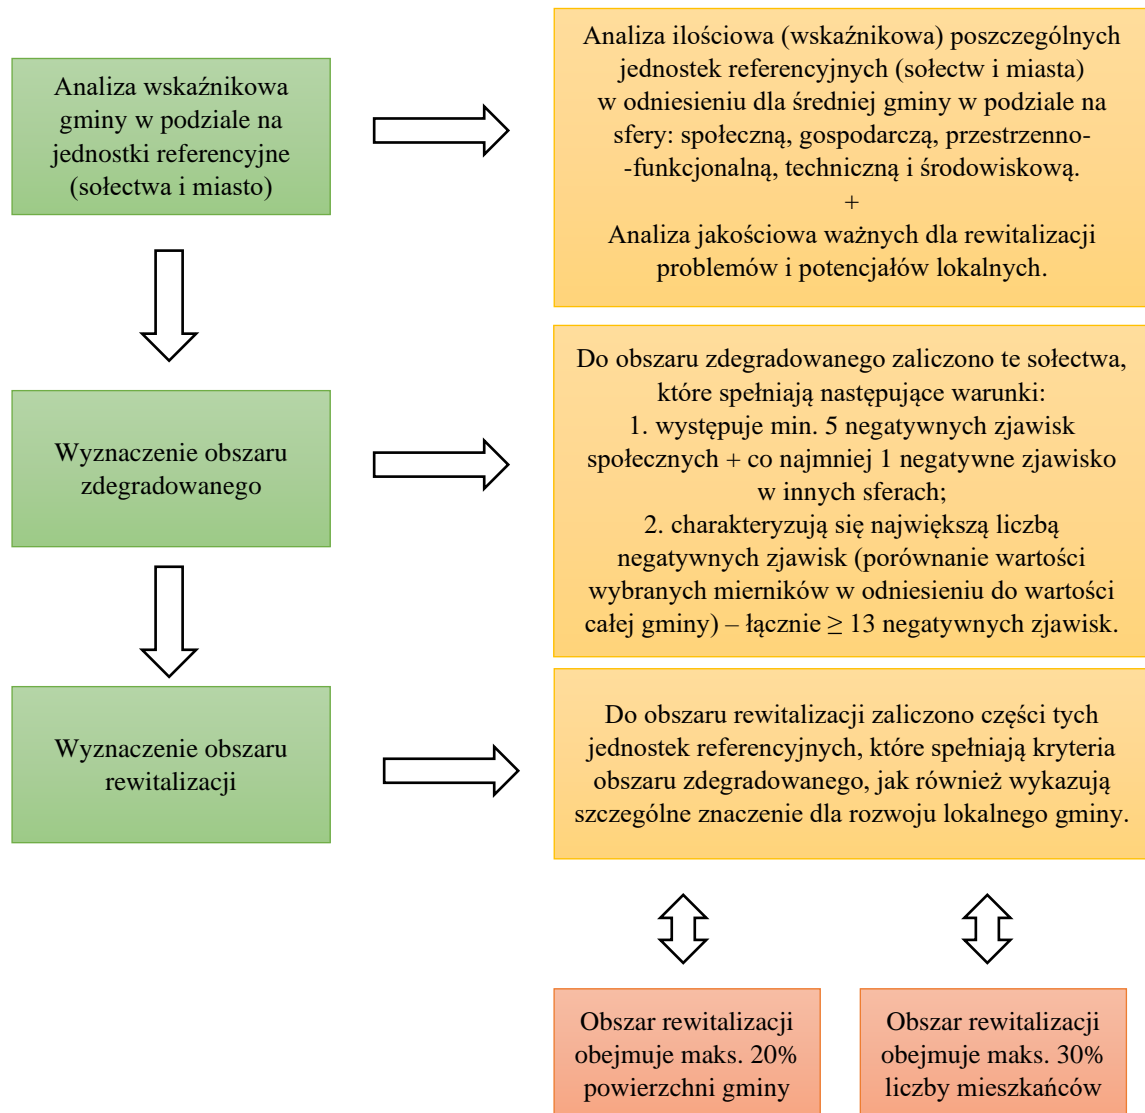 Analiza wskaźnikowa
gminy w podziale na
jednostki referencyjne
(sołectwa i miasto)
Analiza ilościowa (wskaźnikowa) poszczególnych
jednostek referencyjnych (sołectw i miasta)
w odniesieniu dla średniej gminy w podziale na
sfery: społeczną, gospodarczą, przestrzenno-
-funkcjonalną, techniczną i środowiskową.
+
Analiza jakościowa ważnych dla rewitalizacji
problemów i potencjałów lokalnych.
Wyznaczenie obszaru
zdegradowanego
Do obszaru zdegradowanego zaliczono te sołectwa,
które spełniają następujące warunki:
1. występuje min. 5 negatywnych zjawisk
społecznych + co najmniej 1 negatywne zjawisko
w innych sferach;
2. charakteryzują się największą liczbą
negatywnych zjawisk (porównanie wartości
wybranych mierników w odniesieniu do wartości
całej gminy) – łącznie ≥ 13 negatywnych zjawisk.
Wyznaczenie obszaru
rewitalizacji
Do obszaru rewitalizacji zaliczono części tych
jednostek referencyjnych, które spełniają kryteria
obszaru zdegradowanego, jak również wykazują
szczególne znaczenie dla rozwoju lokalnego gminy.
Obszar rewitalizacji
obejmuje maks. 20%
powierzchni gminy
Obszar rewitalizacji
obejmuje maks. 30%
liczby mieszkańców